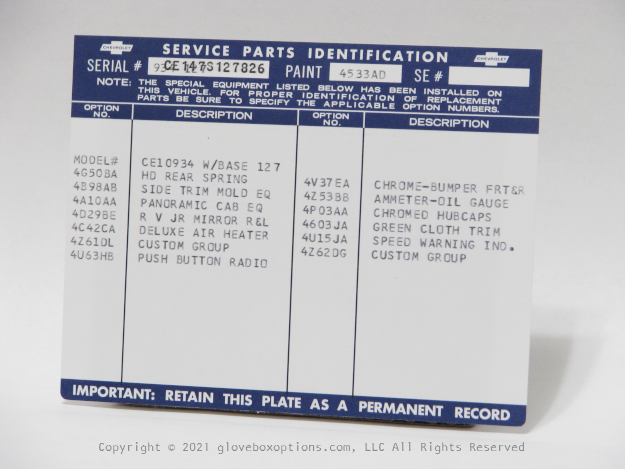 CHEVROLET SERVICE PARTS IDENTIFICATION CHEVROLET
SERIAL # CE147S127826 PAINT 4533AD SE #
NOTE: THE SPECIAL EQUIPMENT LISTED BELOW HAS BEEN INSTALLED ON
THIS VEHICLE. FOR PROPER IDENTIFICATION OF REPLACEMENT
PARTS BE SURE TO SPECIFY THE APPLICABLE OPTION NUMBERS.
OPTION NO. DESCRIPTION OPTION NO. DESCRIPTION
MODEL# CE10934 W/BASE 127
4G50BA HD REAR SPRING
4B98AB SIDE TRIM MOLD EQ
4A10AA PANORAMIC CAB EQ
4D29BE R V JR MIRROR R&L
4C42CA DELUXE AIR HEATER
4Z61DL CUSTOM GROUP
4U63HB PUSH BUTTON RADIO
4V37EA CHROME-BUMPER FRT&R
4Z53BB AMMETER-OIL GAUGE
4P03AA CHROMED HUBCAPS
4603JA GREEN CLOTH TRIM
4U15JA SPEED WARNING IND.
4Z62DG CUSTOM GROUP
IMPORTANT: RETAIN THIS PLATE AS A PERMANENT RECORD
Copyright © 2021 gloveboxoptions.com, LLC All Rights Reserved